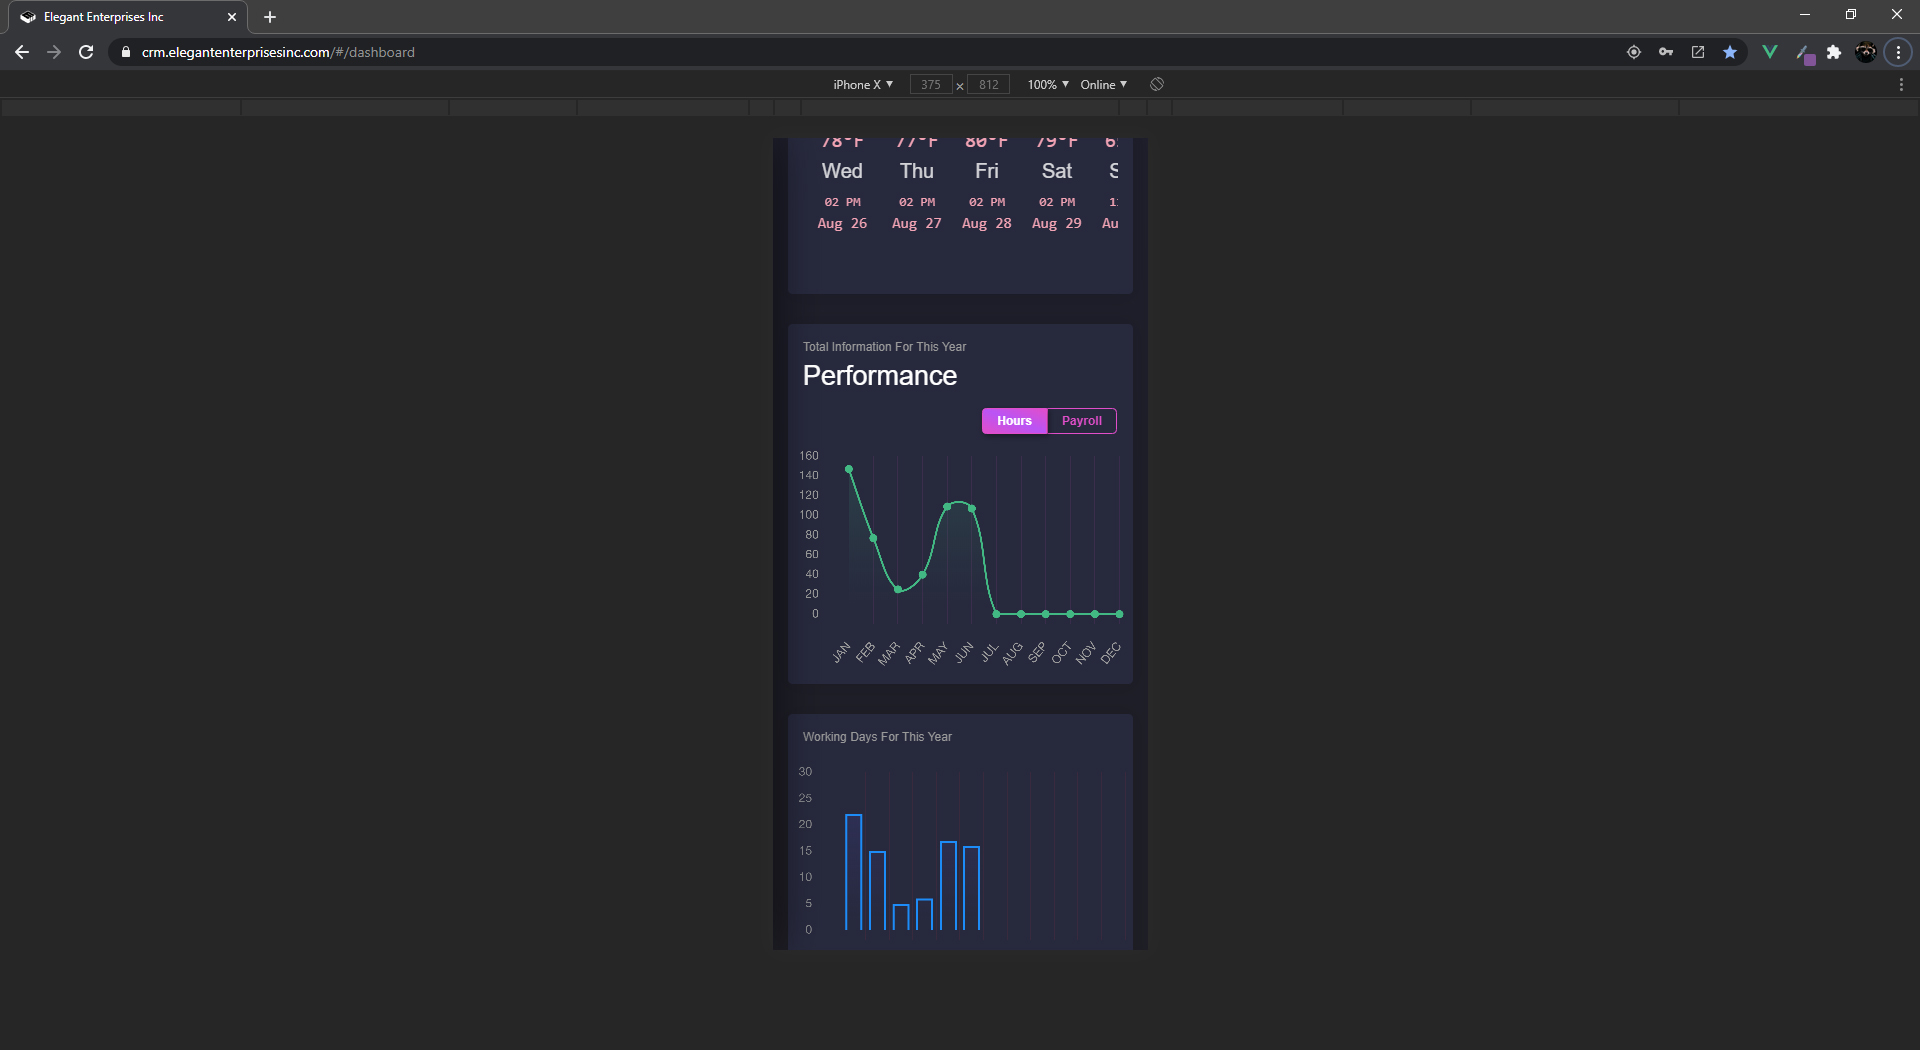 Elegant Enterprises Inc
crm.elegantenterprisesinc.com/#/dashboard
iPhone X 375 × 812 100% Online
78°F 77°F 80°F 79°F
Wed Thu Fri Sat S
02 PM 02 PM 02 PM 02 PM
Aug 26 Aug 27 Aug 28 Aug 29 Au
Total Information For This Year
Performance
Hours Payroll
160
140
120
100
80
60
40
20
0
JAN FEB MAR APR MAY JUN JUL AUG SEP OCT NOV DEC
Working Days For This Year
30
25
20
15
10
5
0